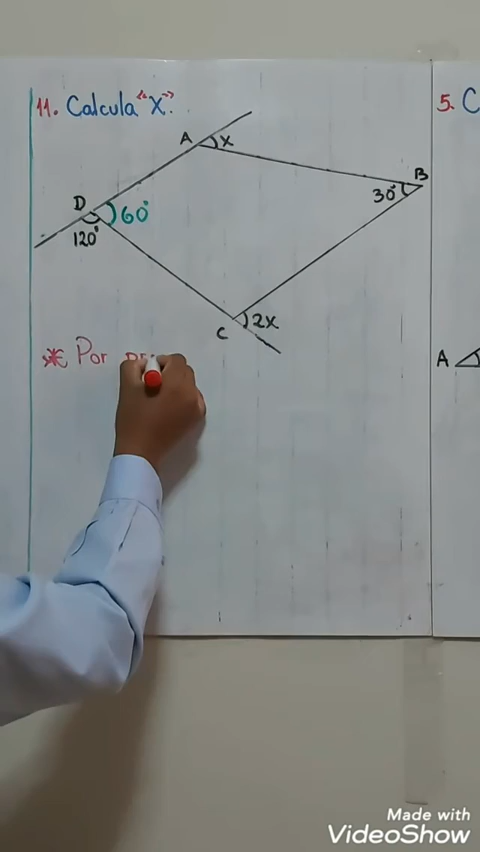 11. Calcula "X".
5. C
A x
B
30°
D 60°
120°
C 2x
* Por
A
Made with
VideoShow